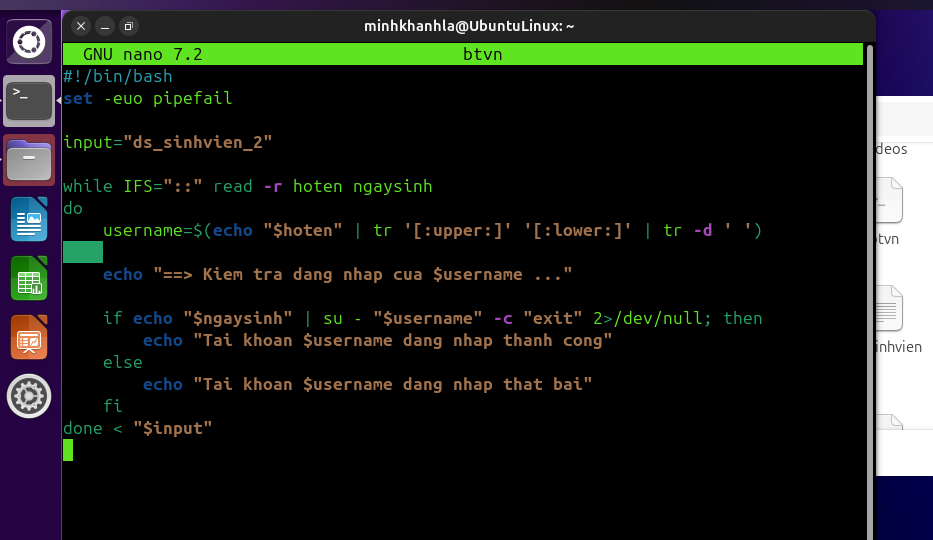 minhkhanhla@UbuntuLinux: ~
GNU nano 7.2 btvn
#!/bin/bash
set -euo pipefail
input="ds_sinhvien_2"
while IFS="::" read -r hoten ngaysinh
do
username=$(echo "$hoten" | tr '[:upper:]' '[:lower:]' | tr -d ' ')
echo "==> Kiem tra dang nhap cua $username ..."
if echo "$ngaysinh" | su - "$username" -c "exit" 2>/dev/null; then
echo "Tai khoan $username dang nhap thanh cong"
else
echo "Tai khoan $username dang nhap that bai"
fi
done < "$input"
deos
btvn
inhvien